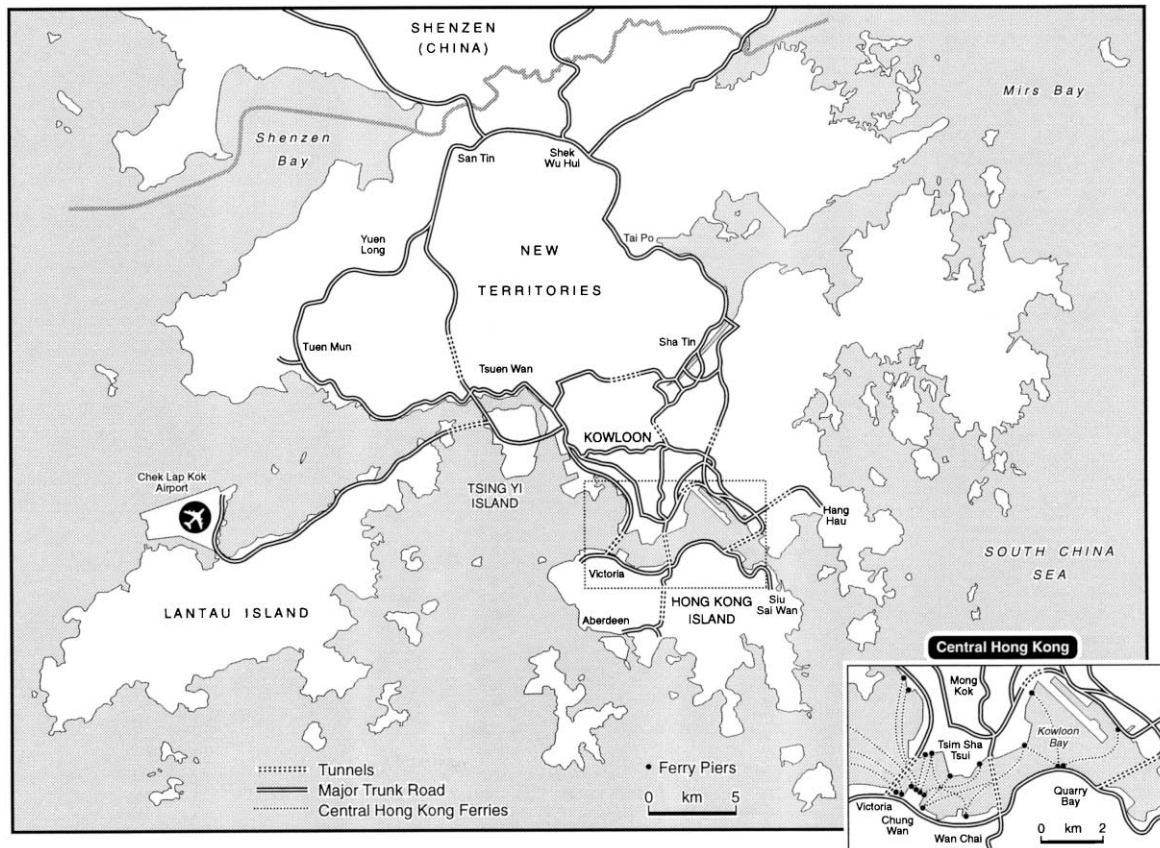 SHENZEN
(CHINA)
Mirs Bay
Shenzen
Bay
San Tin
Shek
Wu Hui
Yuen
Long
NEW
TERRITORIES
Tai Po
Tuen Mun
Tsuen Wan
Sha Tin
KOWLOON
Chek Lap Kok
Airport
TSING YI
ISLAND
Hang
Hau
SOUTH CHINA
SEA
Victoria
LANTAU ISLAND
HONG KONG
ISLAND
Siu
Sai Wan
Aberdeen
Central Hong Kong
Mong
Kok
Kowloon
Bay
Tsim Sha
Tsui
Quarry
Bay
Victoria
Chung
Wan
Wan Chai
0 km 2
Tunnels
Major Trunk Road
Central Hong Kong Ferries
Ferry Piers
0 km 5